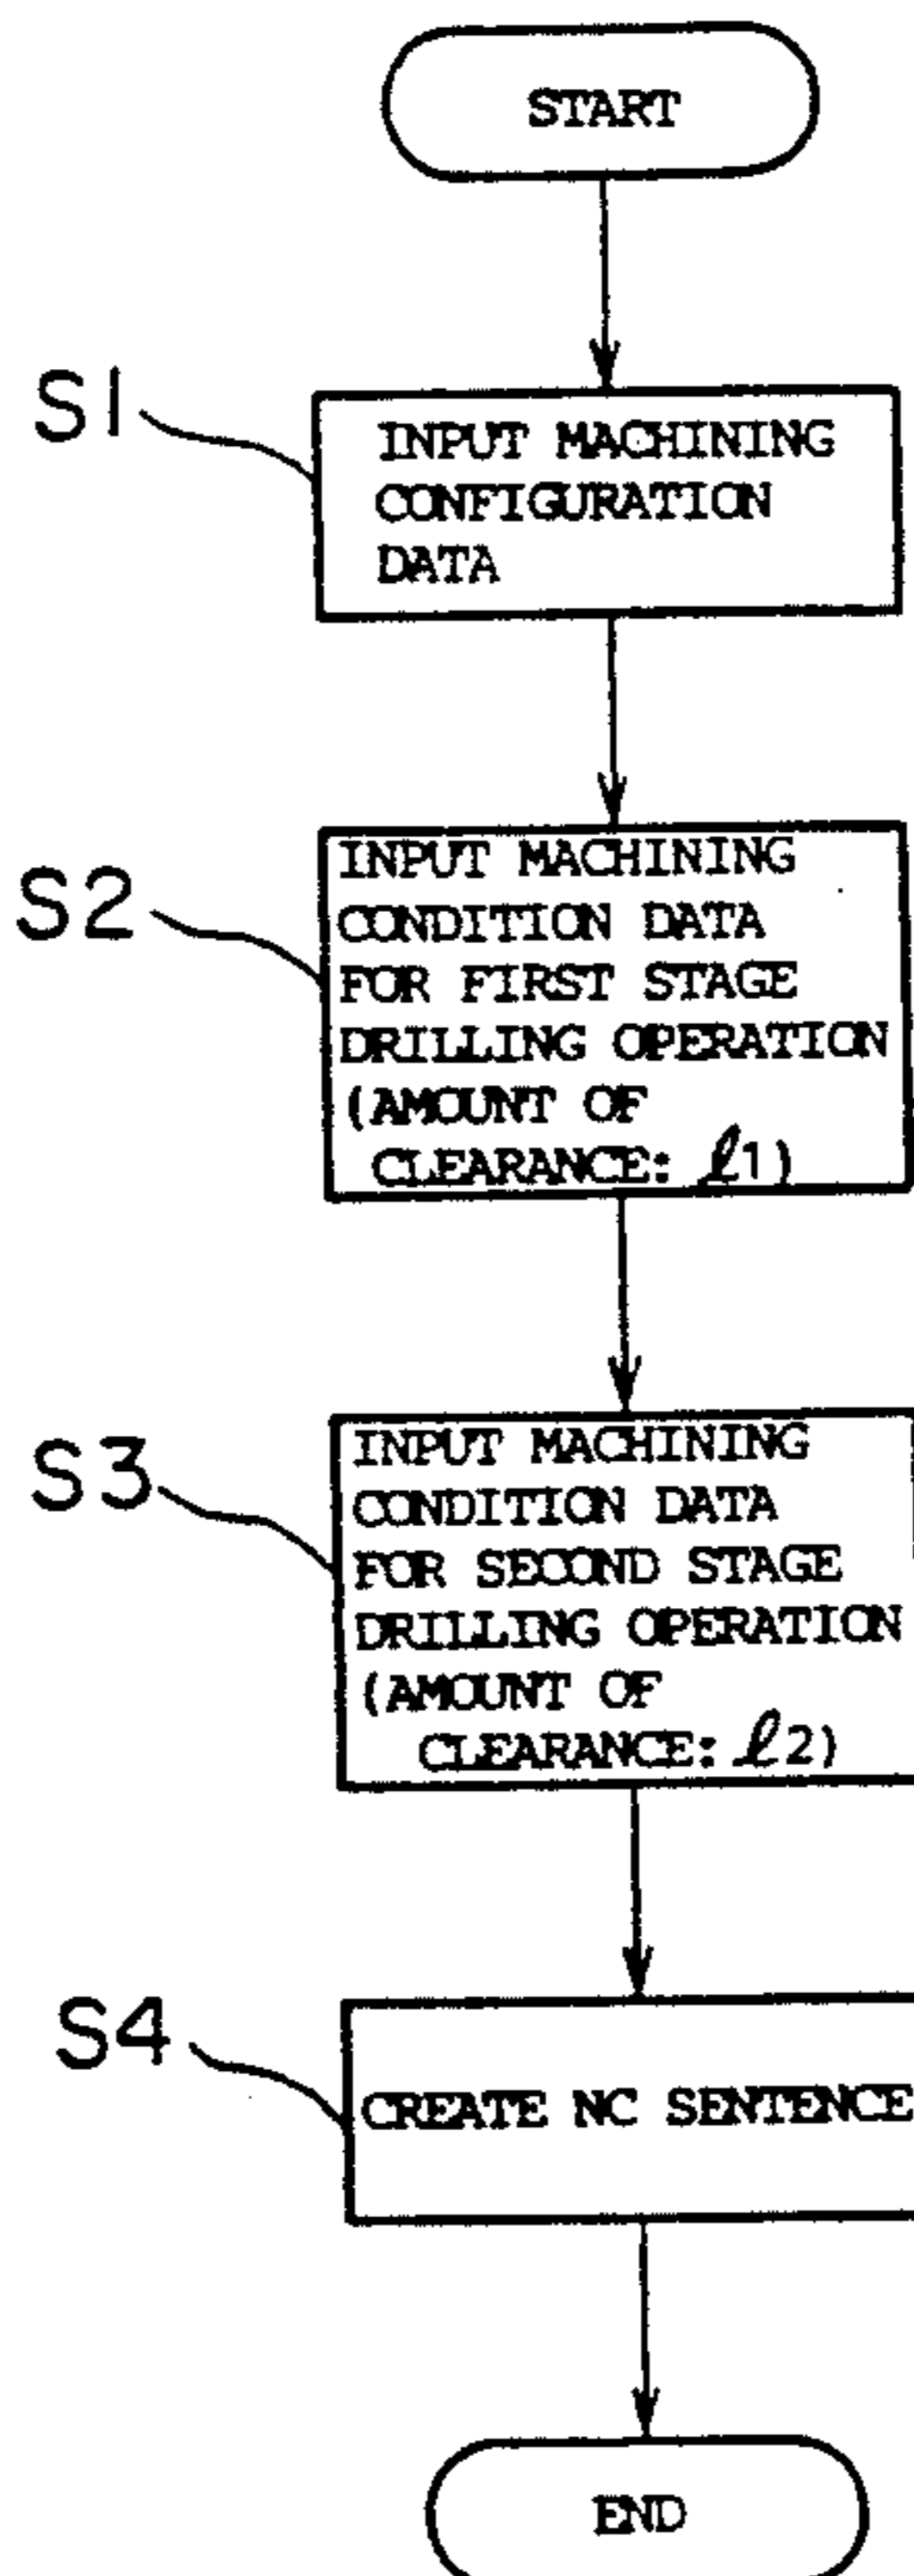 START
S1
INPUT MACHINING
CONFIGURATION
DATA
S2
INPUT MACHINING
CONDITION DATA
FOR FIRST STAGE
DRILLING OPERATION
(AMOUNT OF
CLEARANCE: ℓ1)
S3
INPUT MACHINING
CONDITION DATA
FOR SECOND STAGE
DRILLING OPERATION
(AMOUNT OF
CLEARANCE: ℓ2)
S4
CREATE NC SENTENCE
END